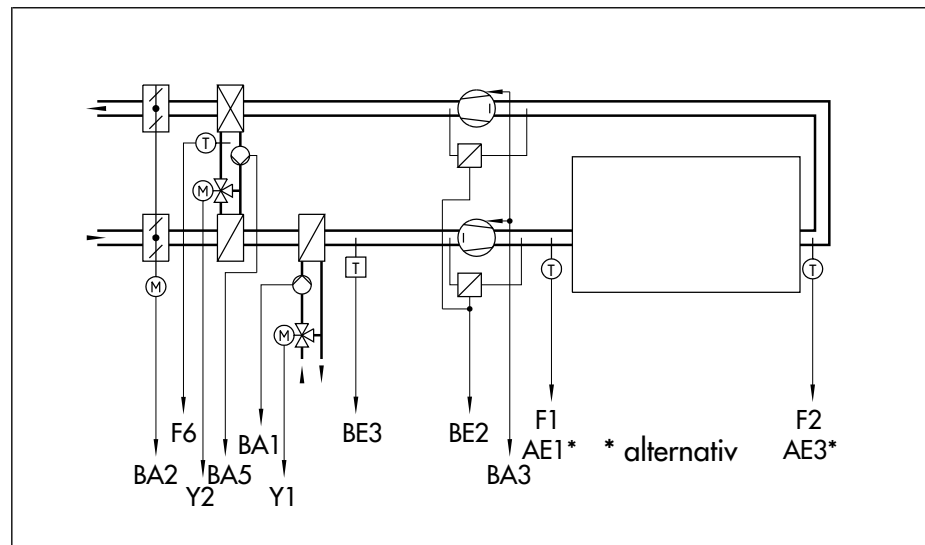 T
M
T
M
M
T
T
F6
BA1
BE3
BE2
F1
F2
AE1* * alternativ
AE3*
BA2
BA5
BA3
Y2
Y1